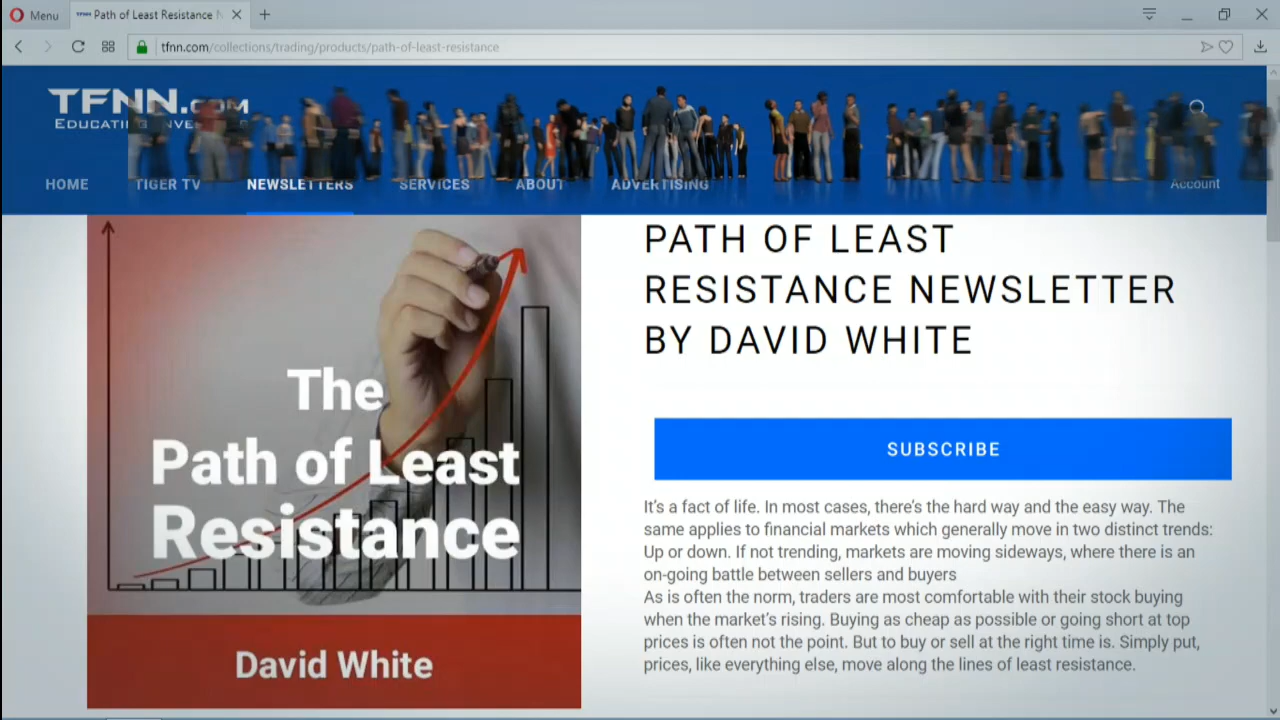 Menu
Path of Least Resistance N
tfnn.com/collections/trading/products/path-of-least-resistance
TFNN.com
HOME
TIGER TV
NEWSLETTERS
SERVICES
ABOUT
ADVERTISING
Account
PATH OF LEAST
RESISTANCE NEWSLETTER
BY DAVID WHITE
The
Path of Least
Resistance
David White
SUBSCRIBE
It's a fact of life. In most cases, there's the hard way and the easy way. The
same applies to financial markets which generally move in two distinct trends:
Up or down. If not trending, markets are moving sideways, where there is an
on-going battle between sellers and buyers
As is often the norm, traders are most comfortable with their stock buying
when the market's rising. Buying as cheap as possible or going short at top
prices is often not the point. But to buy or sell at the right time is. Simply put,
prices, like everything else, move along the lines of least resistance.